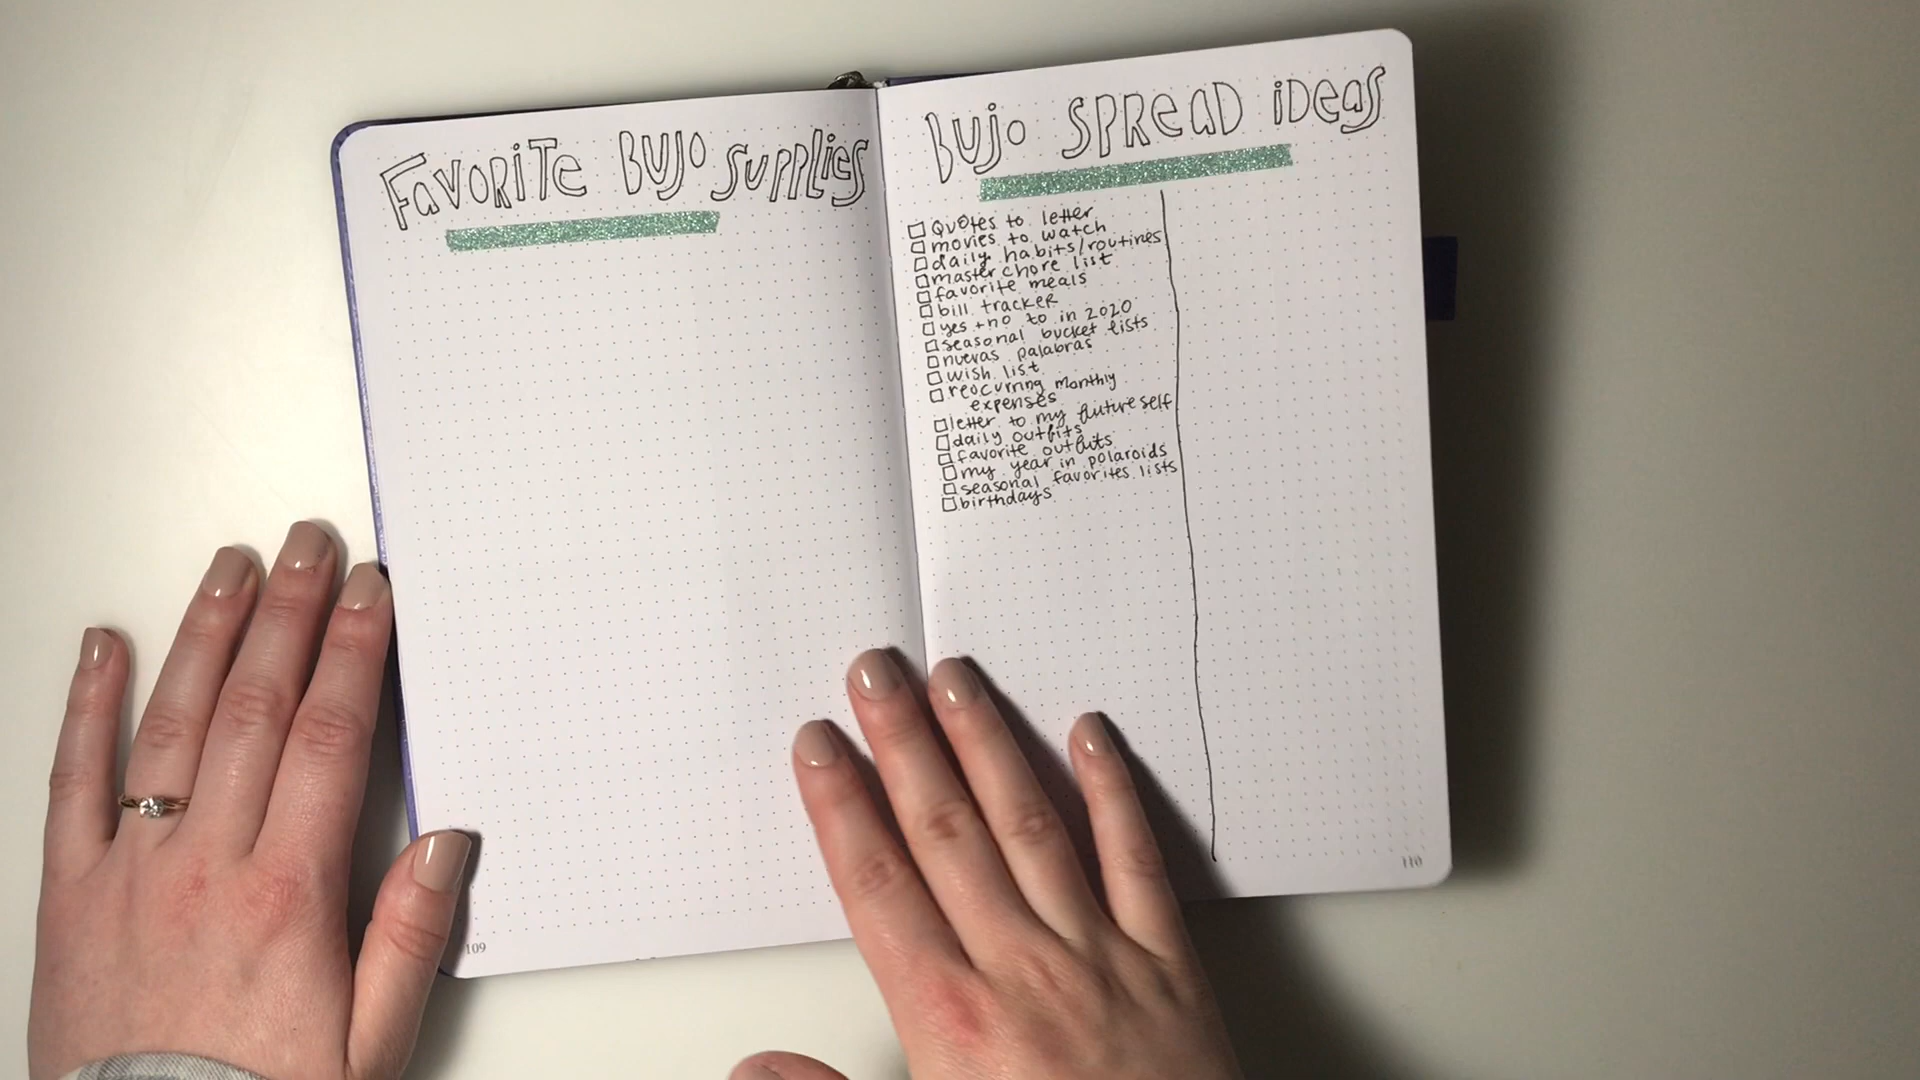 FAVORITE BUJO SUPPLIES
109
BUJO SPREAD IDEAS
Quotes to letter
movies to watch
daily habits/routines
master chore list
favorite meals
bill tracker
yes + no to in 2020
seasonal bucket lists
nuevas palabras
wish list
reocurring monthly
expenses
letter to my future self
daily outfits
favorite outfits
my year in polaroids
seasonal favorites lists
birthdays
110